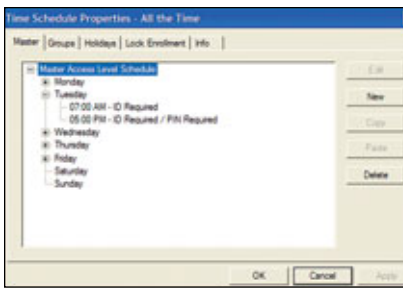 Time Schedule Properties - All the Time
Master Groups Holidays Lock Enrollment Info
Master Access Level Schedule
Edit
Monday
Tuesday
New
07:00 AM - ID Required
05:00 PM - ID Required / PIN Required
Copy
Wednesday
Thursday
Paste
Friday
Saturday
Delete
Sunday
OK Cancel Apply